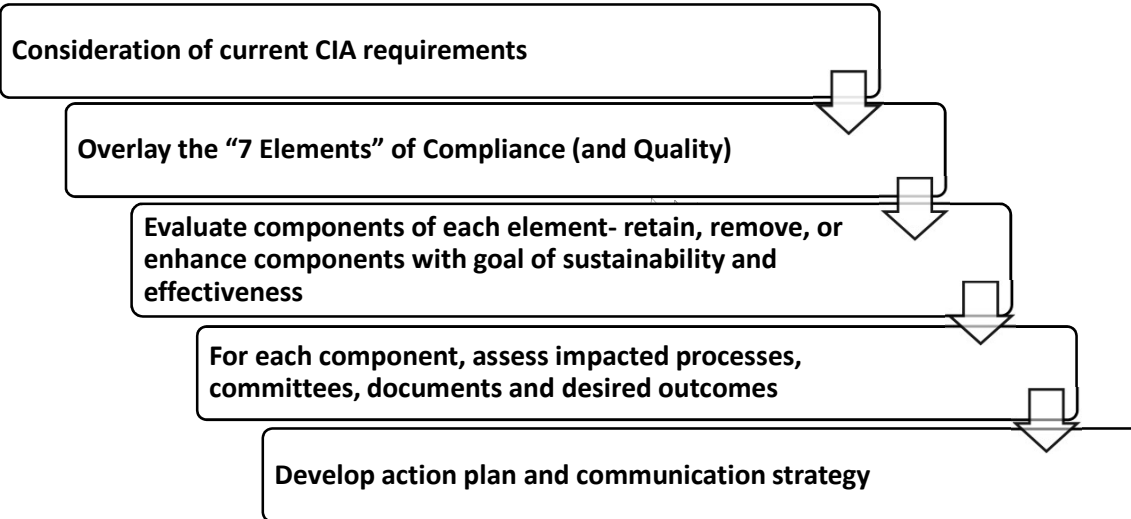 Consideration of current CIA requirements
Overlay the “7 Elements” of Compliance (and Quality)
Evaluate components of each element- retain, remove, or
enhance components with goal of sustainability and
effectiveness
For each component, assess impacted processes,
committees, documents and desired outcomes
Develop action plan and communication strategy